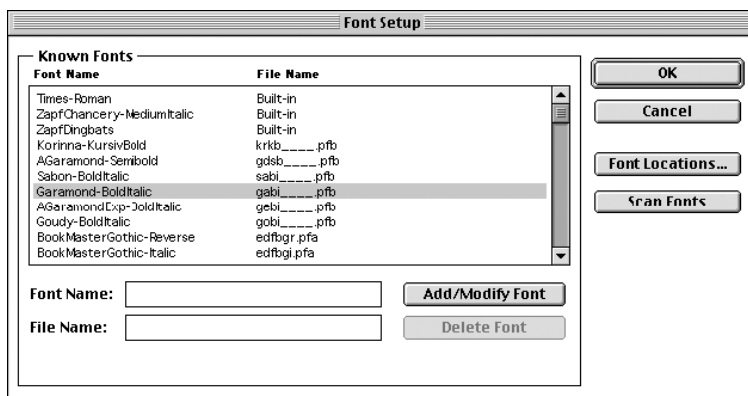 Font Setup
Known Fonts
Font Name File Name
Times-Roman Built-in
ZapfChancery-MediumItalic Built-in
ZapfDingbats Built-in
Korinna-KursivBold krkb____.pfb
AGaramond-Semibold gdsb____.pfb
Sabon-BoldItalic sabi____.pfb
Garamond-BoldItalic gabi____.pfb
AGaramondExp-BoldItalic gebi____.pfb
Goudy-BoldItalic gobi____.pfb
BookMasterGothic-Reverse edfbgr.pfa
BookMasterGothic-Italic edfbgi.pfa
Font Name:
Add/Modify Font
File Name:
Delete Font
OK
Cancel
Font Locations...
Scan Fonts